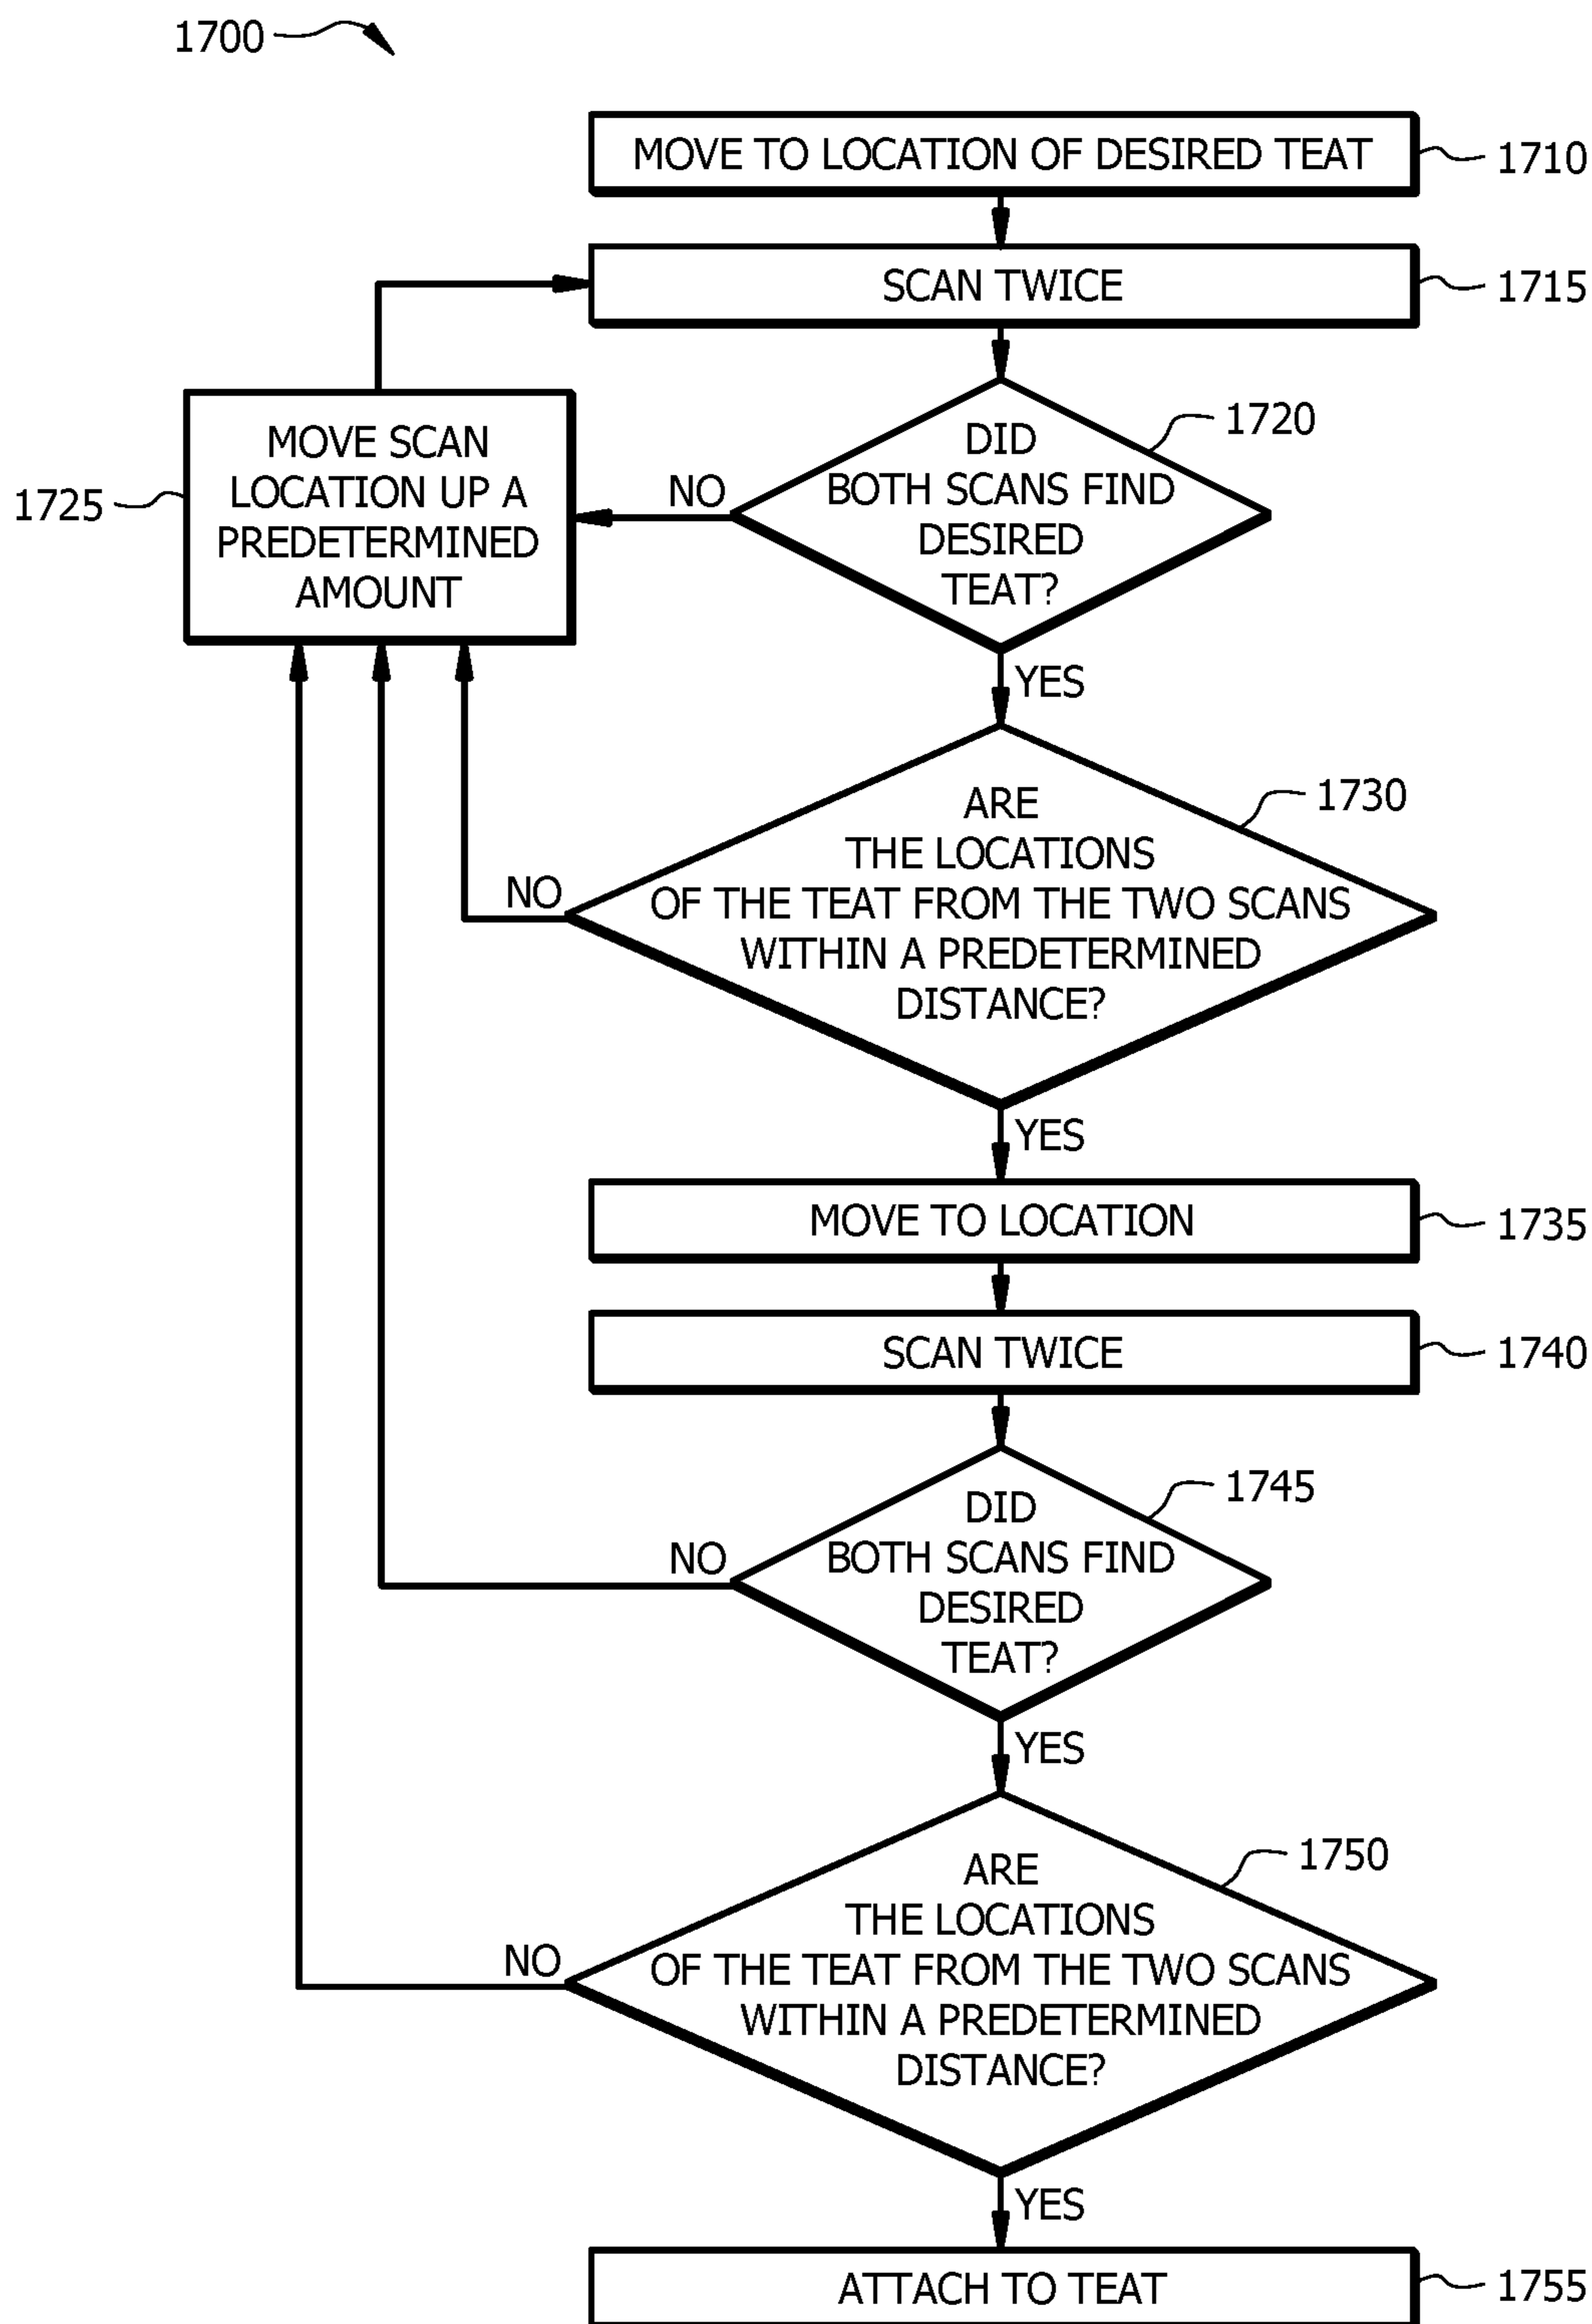 1700
MOVE TO LOCATION OF DESIRED TEAT
1710
SCAN TWICE
1715
MOVE SCAN
LOCATION UP A
PREDETERMINED
AMOUNT
1725
NO
DID
BOTH SCANS FIND
DESIRED
TEAT?
1720
YES
ARE
THE LOCATIONS
OF THE TEAT FROM THE TWO SCANS
WITHIN A PREDETERMINED
DISTANCE?
1730
NO
YES
MOVE TO LOCATION
1735
SCAN TWICE
1740
DID
BOTH SCANS FIND
DESIRED
TEAT?
1745
NO
YES
ARE
THE LOCATIONS
OF THE TEAT FROM THE TWO SCANS
WITHIN A PREDETERMINED
DISTANCE?
1750
NO
YES
ATTACH TO TEAT
1755